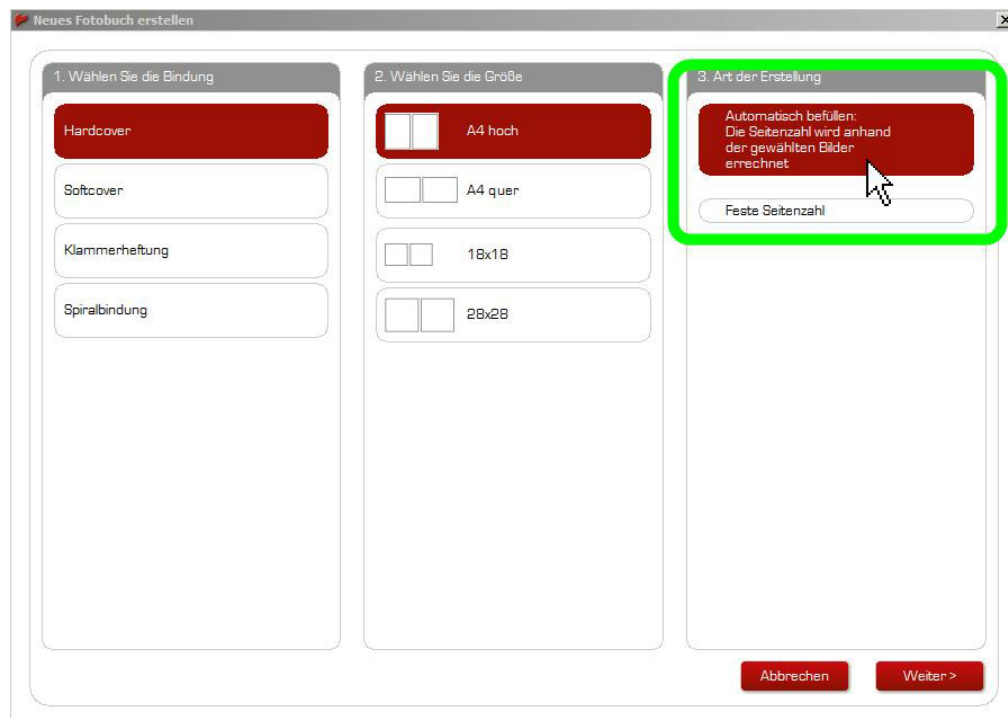 Neues Fotobuch erstellen
1. Wählen Sie die Bindung
Hardcover
Softcover
Klammerheftung
Spiralbindung
2. Wählen Sie die Größe
A4 hoch
A4 quer
18x18
28x28
3. Art der Erstellung
Automatisch befüllen:
Die Seitenzahl wird anhand
der gewählten Bilder
errechnet
Feste Seitenzahl
Abbrechen
Weiter >